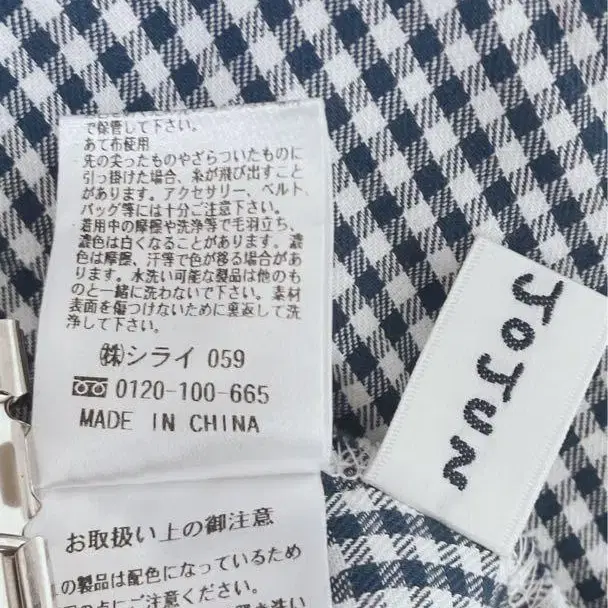 で保管して下さい。
・あて布使用
・先の尖ったものやざらついたものに
引っ掛けた場合、糸が飛び出すこと
があります。アクセサリー、ベルト、
バッグ等には十分ご注意下さい。
・着用中の摩擦や洗浄等で毛羽立ち、
濃色は白くなることがあります。濃
色は摩擦、汗等で色が移る場合があ
ります。水洗い可能な製品は他のも
のと一緒に洗わないで下さい。素材
表面を傷つけないために裏返して洗
浄して下さい。
㈱シライ 059
0120-100-665
MADE IN CHINA
お取扱い上の御注意
の製品は配色になっているため
の点にご注意ください。
JOJUN